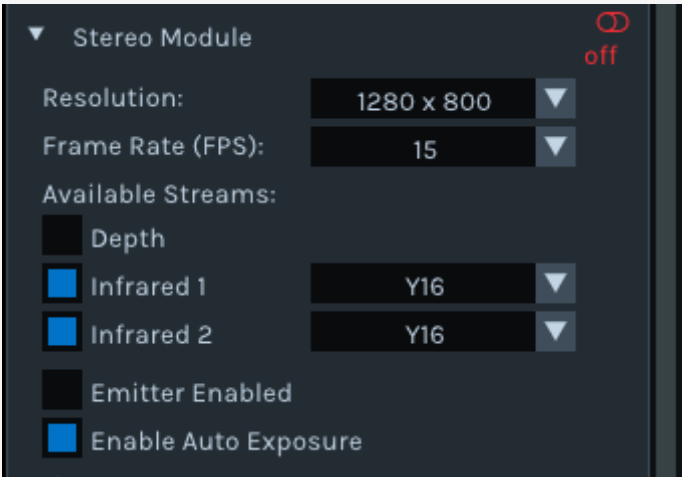 Stereo Module
off
Resolution: 1280 x 800
Frame Rate (FPS): 15
Available Streams:
Depth
Infrared 1 Y16
Infrared 2 Y16
Emitter Enabled
Enable Auto Exposure